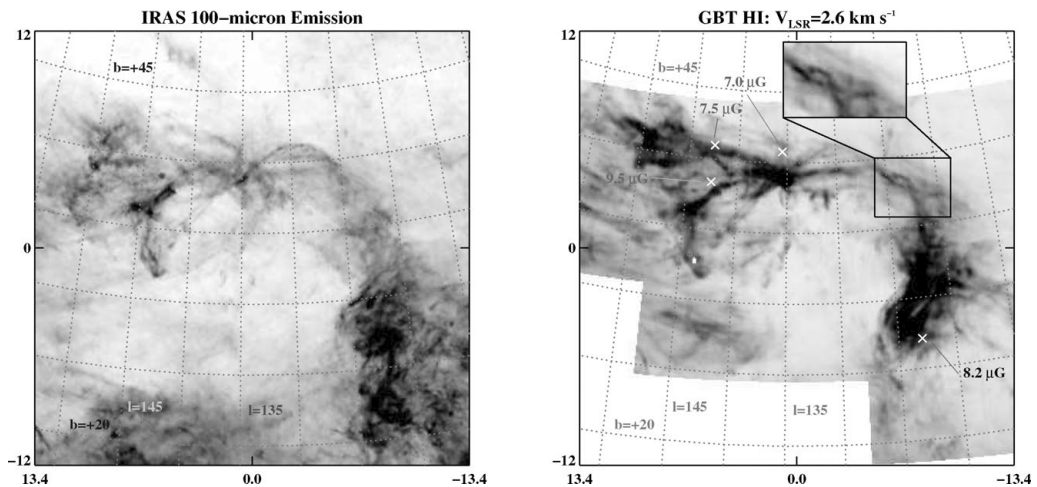 IRAS 100−micron Emission
12
b=+45
0
l=145
l=135
b=+20
−12
13.4
0.0
−13.4
GBT HI: VLSR=2.6 km s−1
12
b=+45
7.0 μG
7.5 μG
9.5 μG
0
8.2 μG
l=145
l=135
b=+20
−12
13.4
0.0
−13.4